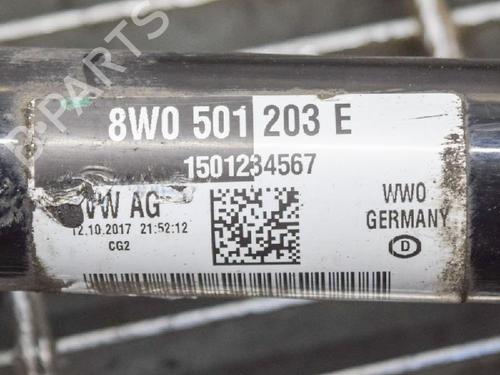 B-PARTS
8W0 501 203 E
1501234567
VW AG
WWO
GERMANY
12.10.2017 21:52:12
D
CG2